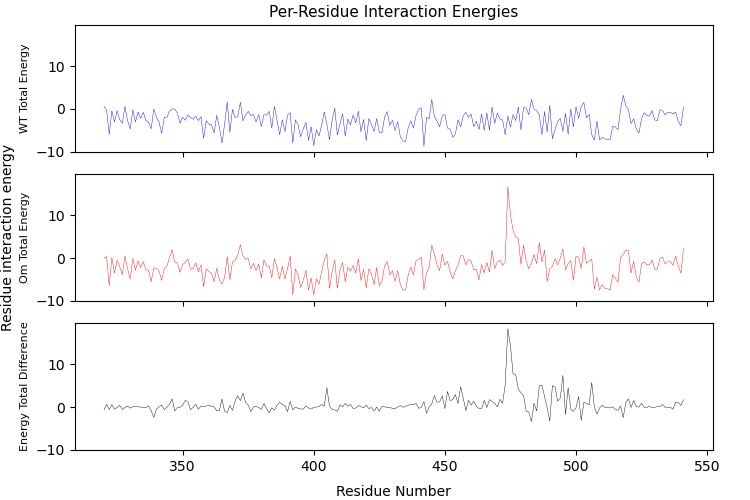 Per-Residue Interaction Energies
Residue interaction energy
WT Total Energy
10
0
−10
Om Total Energy
10
0
−10
Energy Total Difference
10
0
−10
350
400
450
500
550
Residue Number